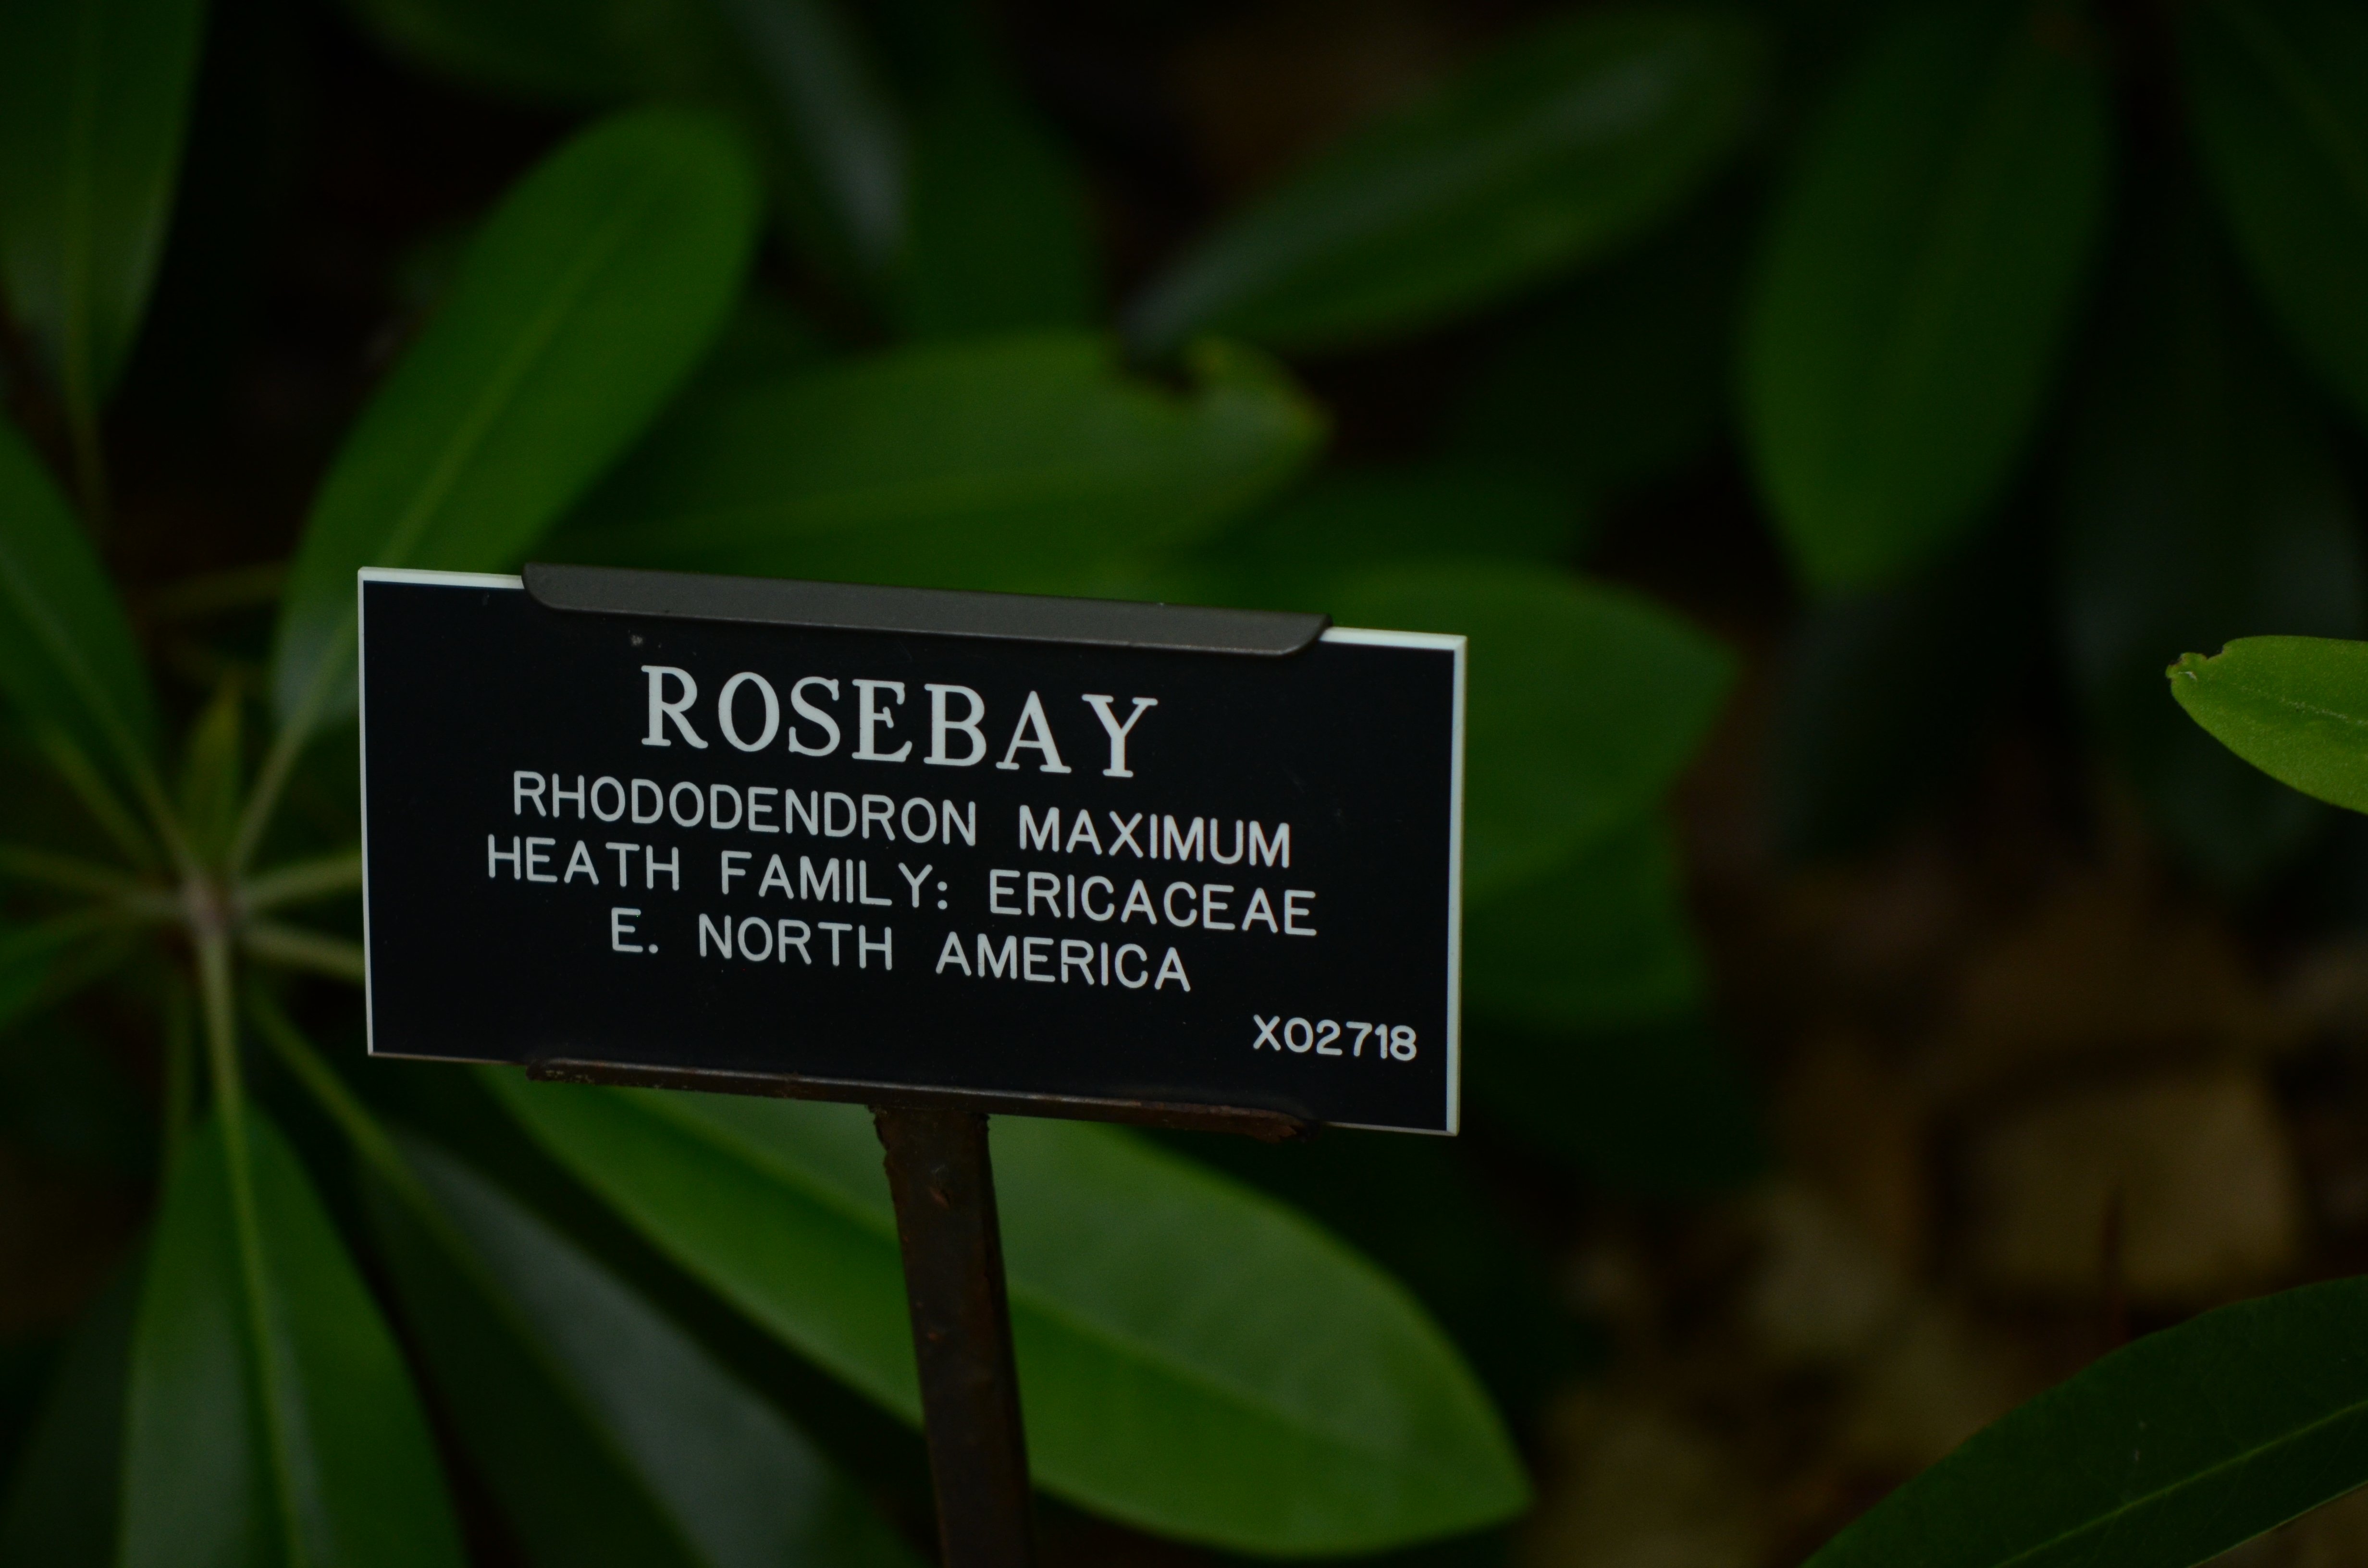 ROSEBAY
RHODODENDRON MAXIMUM
HEATH FAMILY: ERICACEAE
E. NORTH AMERICA
X02718